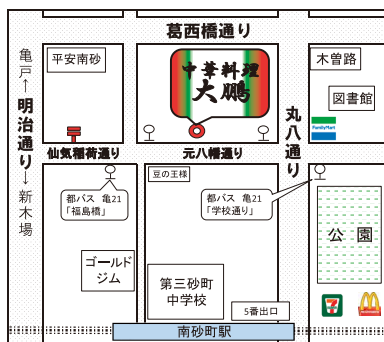 葛西橋通り
亀戸←明治通り→新木場
平安南砂
中華料理
大鵬
丸八通り
木曽路
図書館
FamilyMart
仙気稲荷通り
元八幡通り
都バス 亀21
「福島橋」
豆の王様
都バス 亀21
「学校通り」
公園
ゴールド
ジム
第三砂町
中学校
5番出口
7
ELEVEN
M
南砂町駅